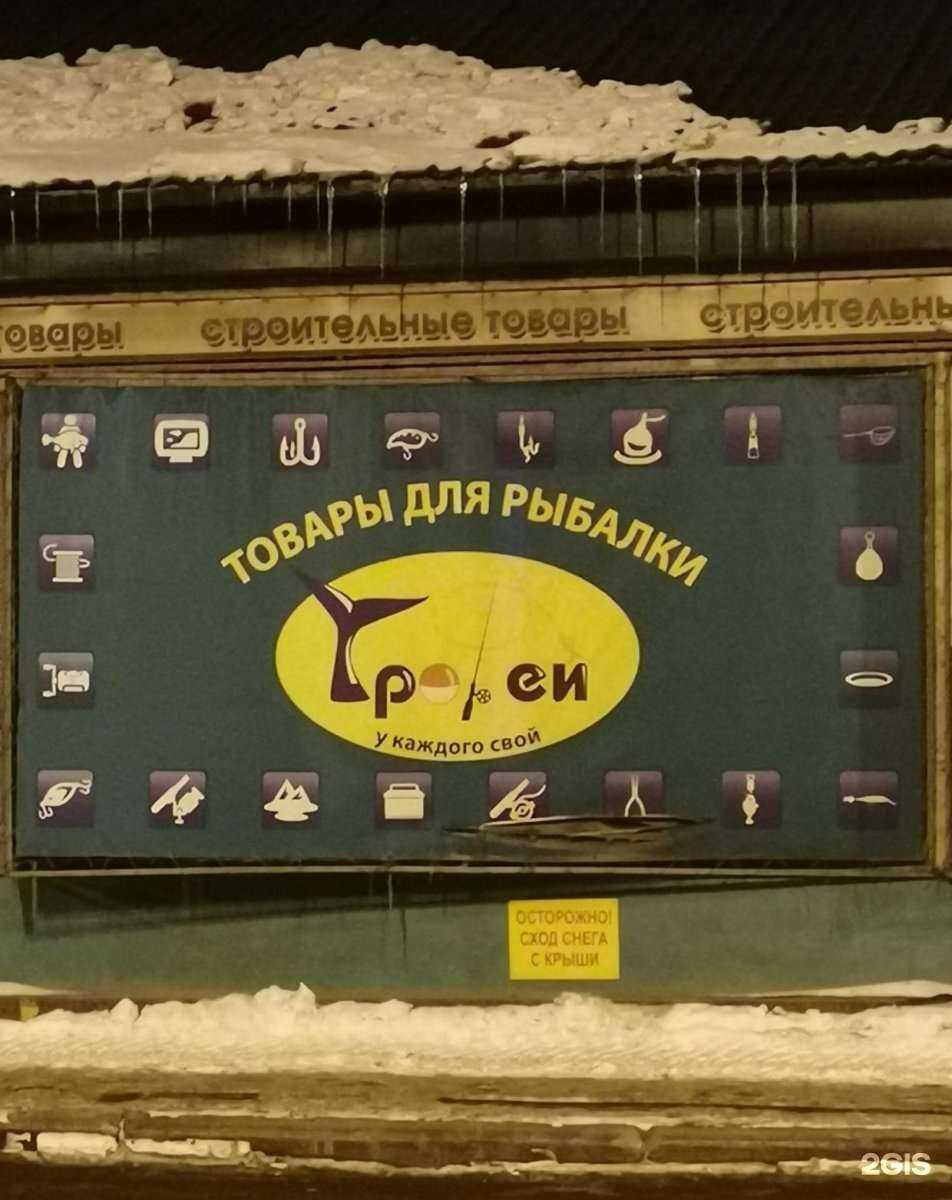 товары строительные товары строительны
ТОВАРЫ ДЛЯ РЫБАЛКИ
Трофеи
у каждого свой
ОСТОРОЖНО!
СХОД СНЕГА
С КРЫШИ
2GIS